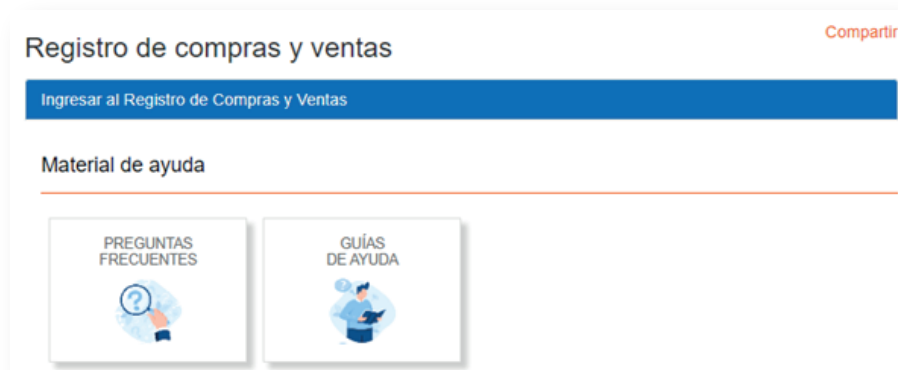 Compartir
Registro de compras y ventas
Ingresar al Registro de Compras y Ventas
Material de ayuda
PREGUNTAS
FRECUENTES
GUÍAS
DE AYUDA